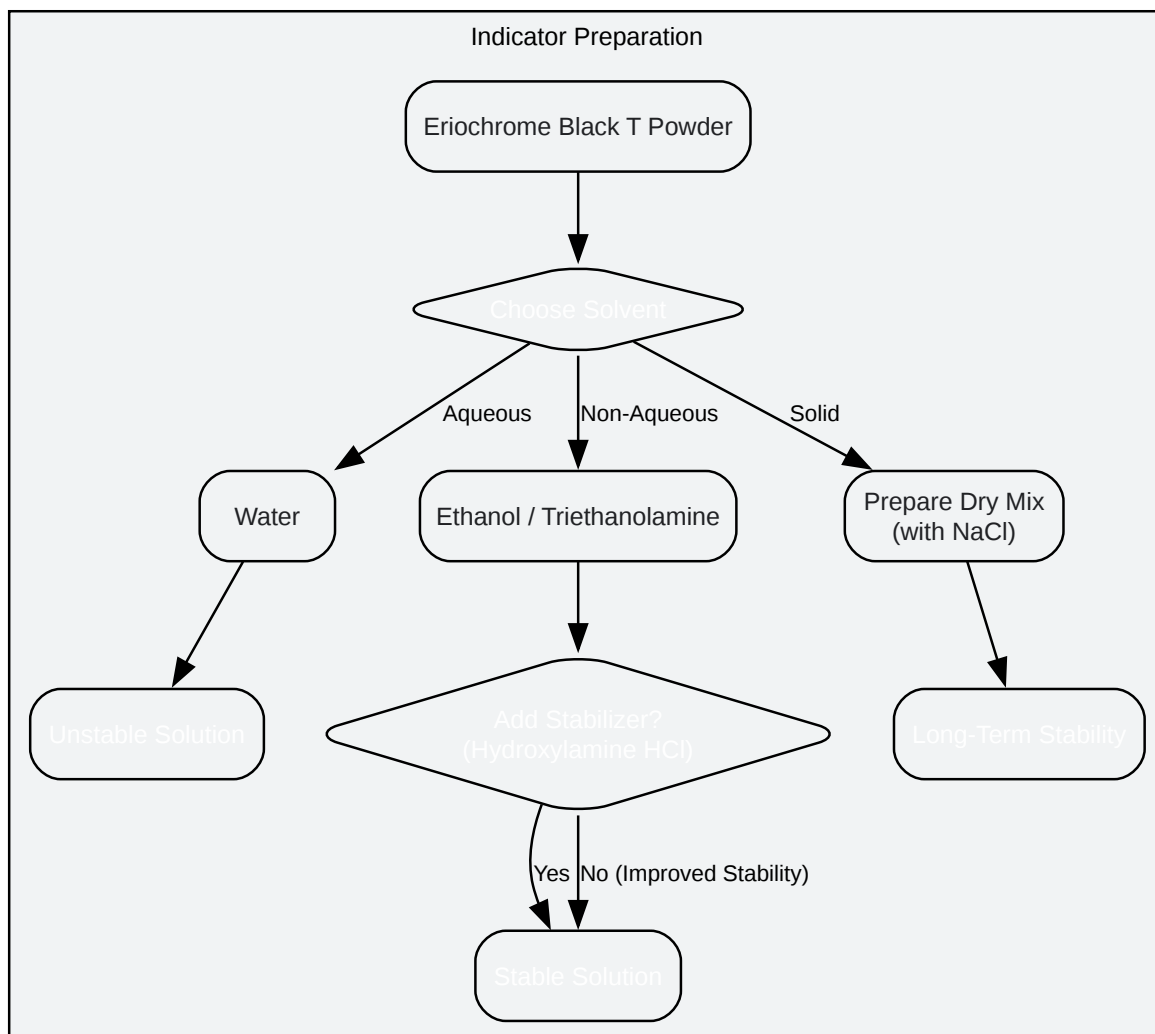 Indicator Preparation
Eriochrome Black T Powder
Choose Solvent
Aqueous
Non-Aqueous
Solid
Water
Ethanol / Triethanolamine
Prepare Dry Mix
(with NaCl)
Unstable Solution
Add Stabilizer?
(Hydroxylamine HCl)
Long-Term Stability
Yes
No (Improved Stability)
Stable Solution